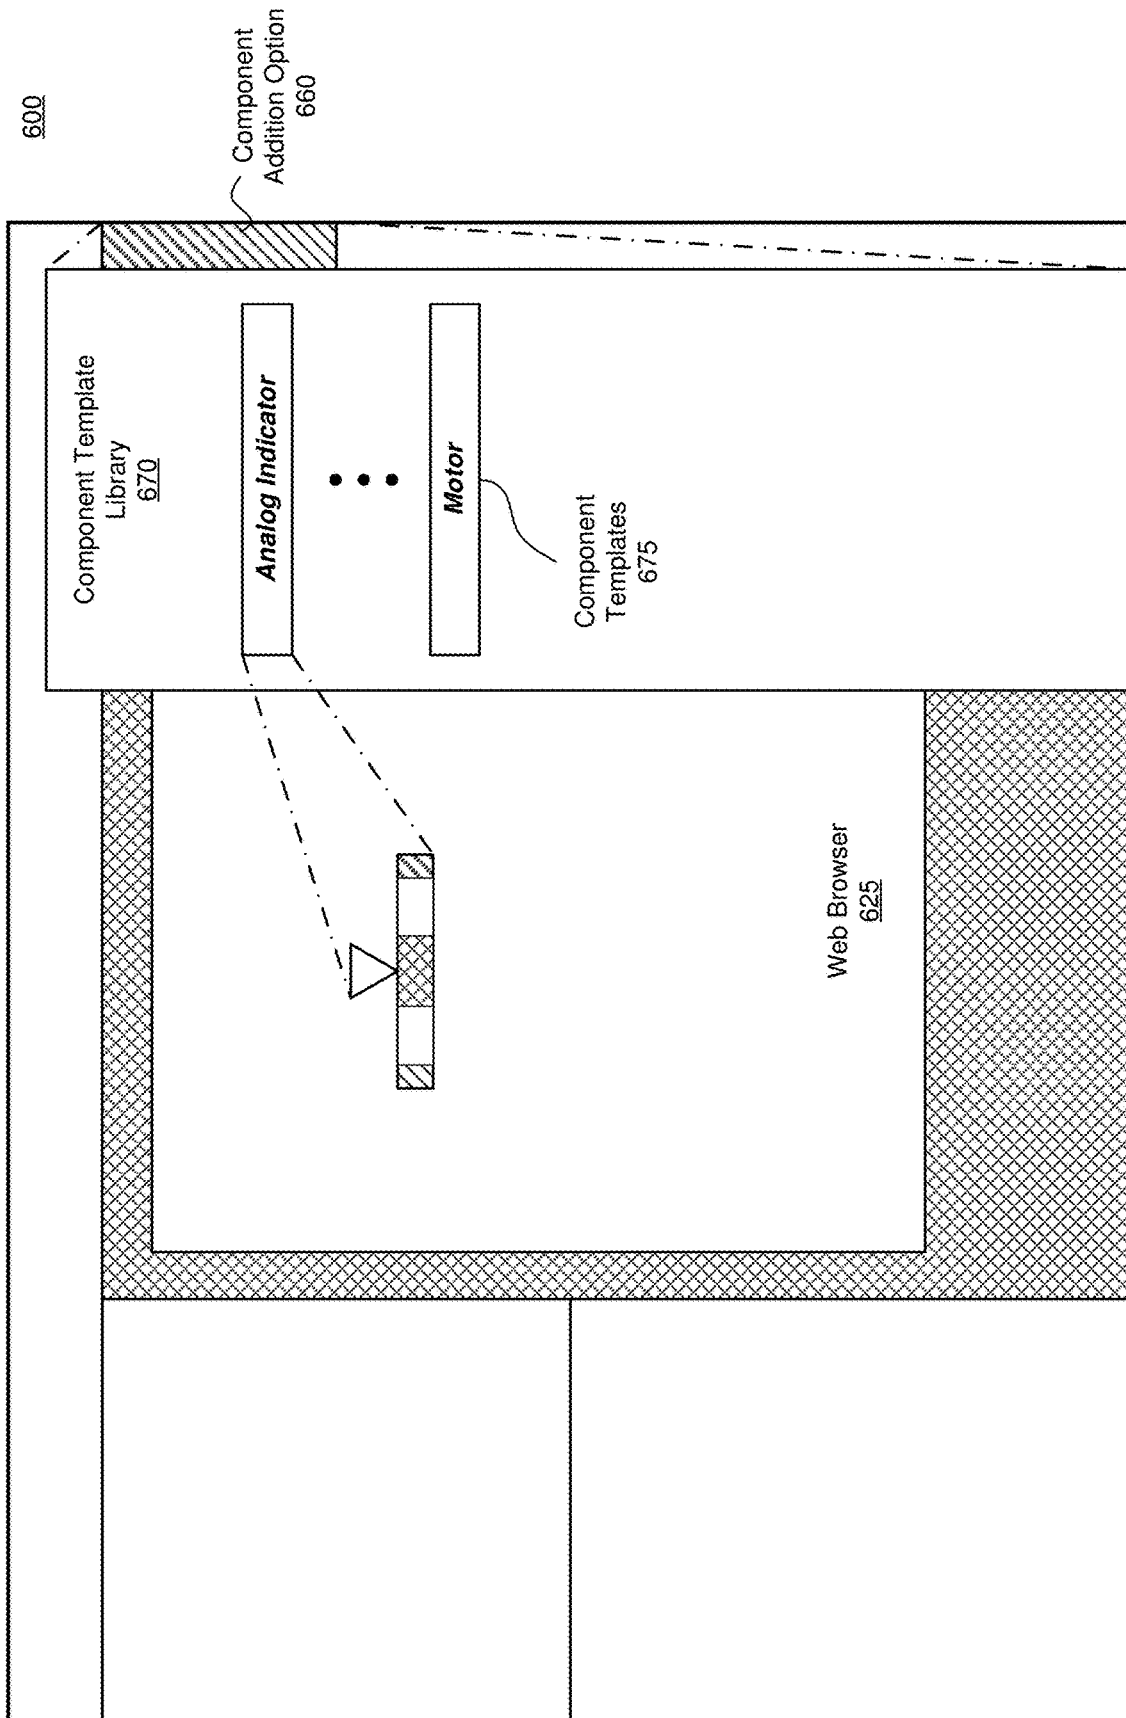 600
Component
Addition Option
660
Component Template
Library
670
Analog Indicator
Motor
Component
Templates
675
Web Browser
625